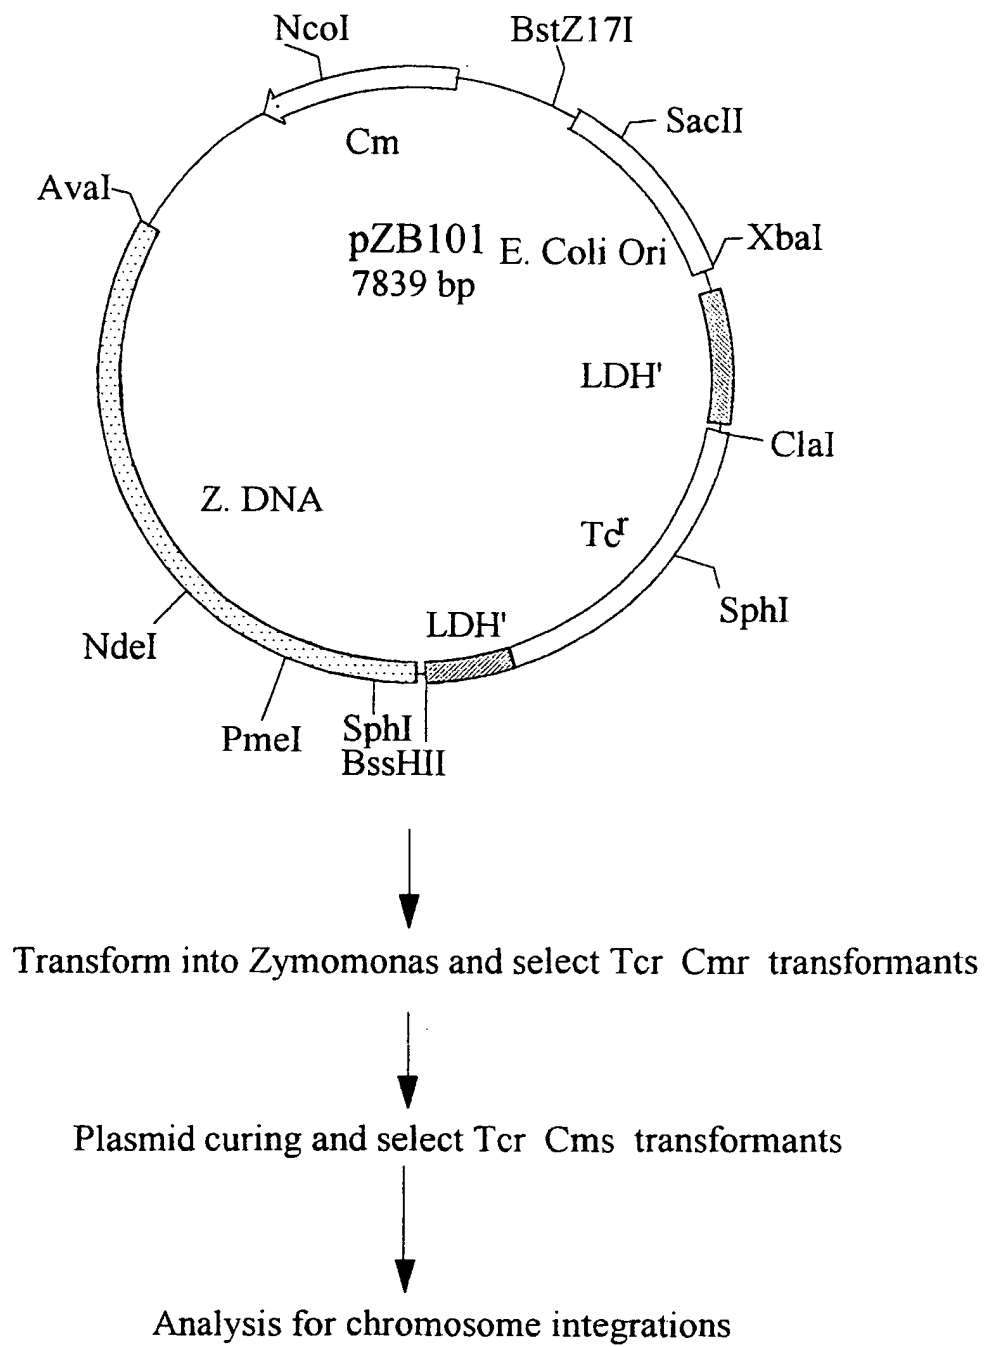 NcoI
BstZ17I
SacII
Cm
AvaI
XbaI
pZB101
E. Coli Ori
7839 bp
LDH'
ClaI
Z. DNA
Tcr
SphI
LDH'
NdeI
PmeI
SphI
BssHII
Transform into Zymomonas and select Tcr Cmr transformants
Plasmid curing and select Tcr Cms transformants
Analysis for chromosome integrations